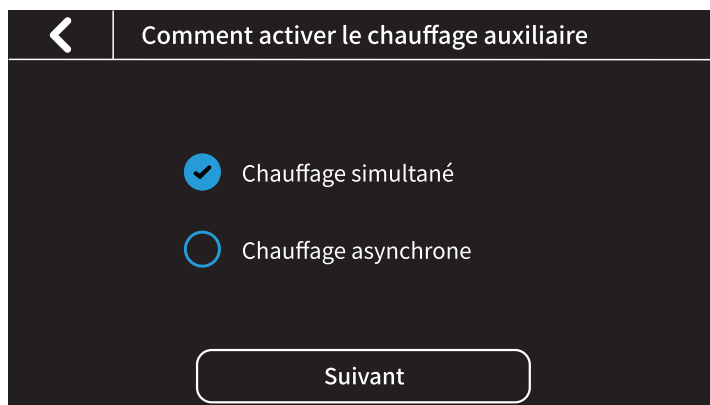 Comment activer le chauffage auxiliaire
Chauffage simultané
Chauffage asynchrone
Suivant